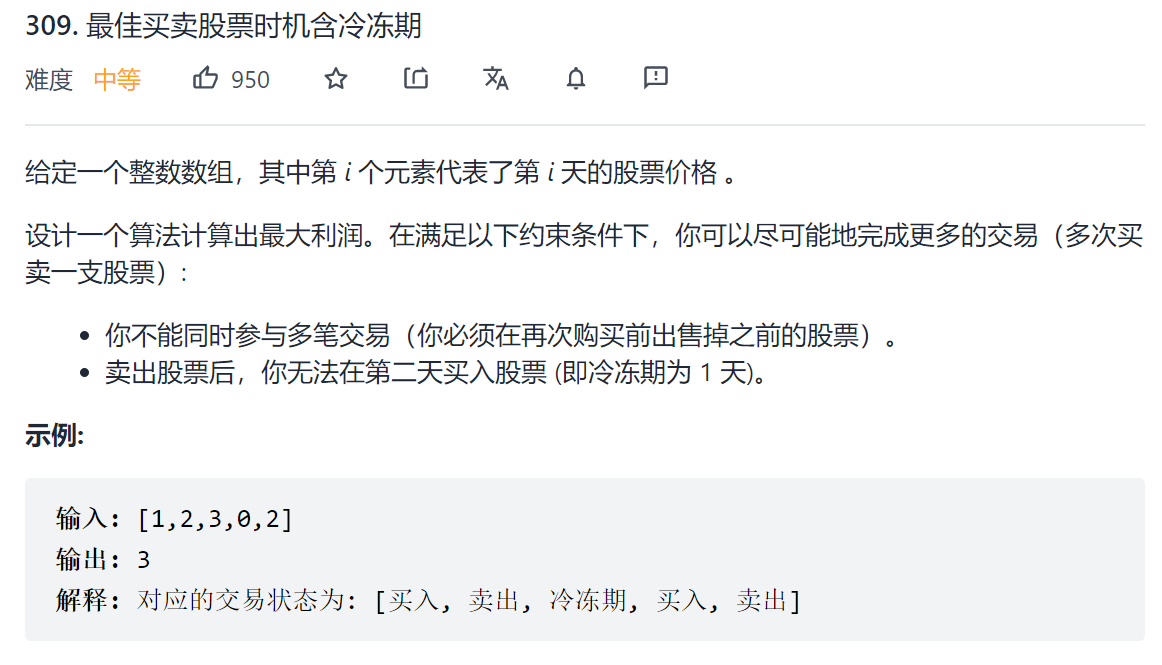 309. 最佳买卖股票时机含冷冻期
难度 中等 950
给定一个整数数组，其中第 i 个元素代表了第 i 天的股票价格 。
设计一个算法计算出最大利润。在满足以下约束条件下，你可以尽可能地完成更多的交易（多次买
卖一支股票）:
• 你不能同时参与多笔交易（你必须在再次购买前出售掉之前的股票）。
• 卖出股票后，你无法在第二天买入股票 (即冷冻期为 1 天)。
示例:
输入: [1,2,3,0,2]
输出: 3
解释: 对应的交易状态为: [买入, 卖出, 冷冻期, 买入, 卖出]